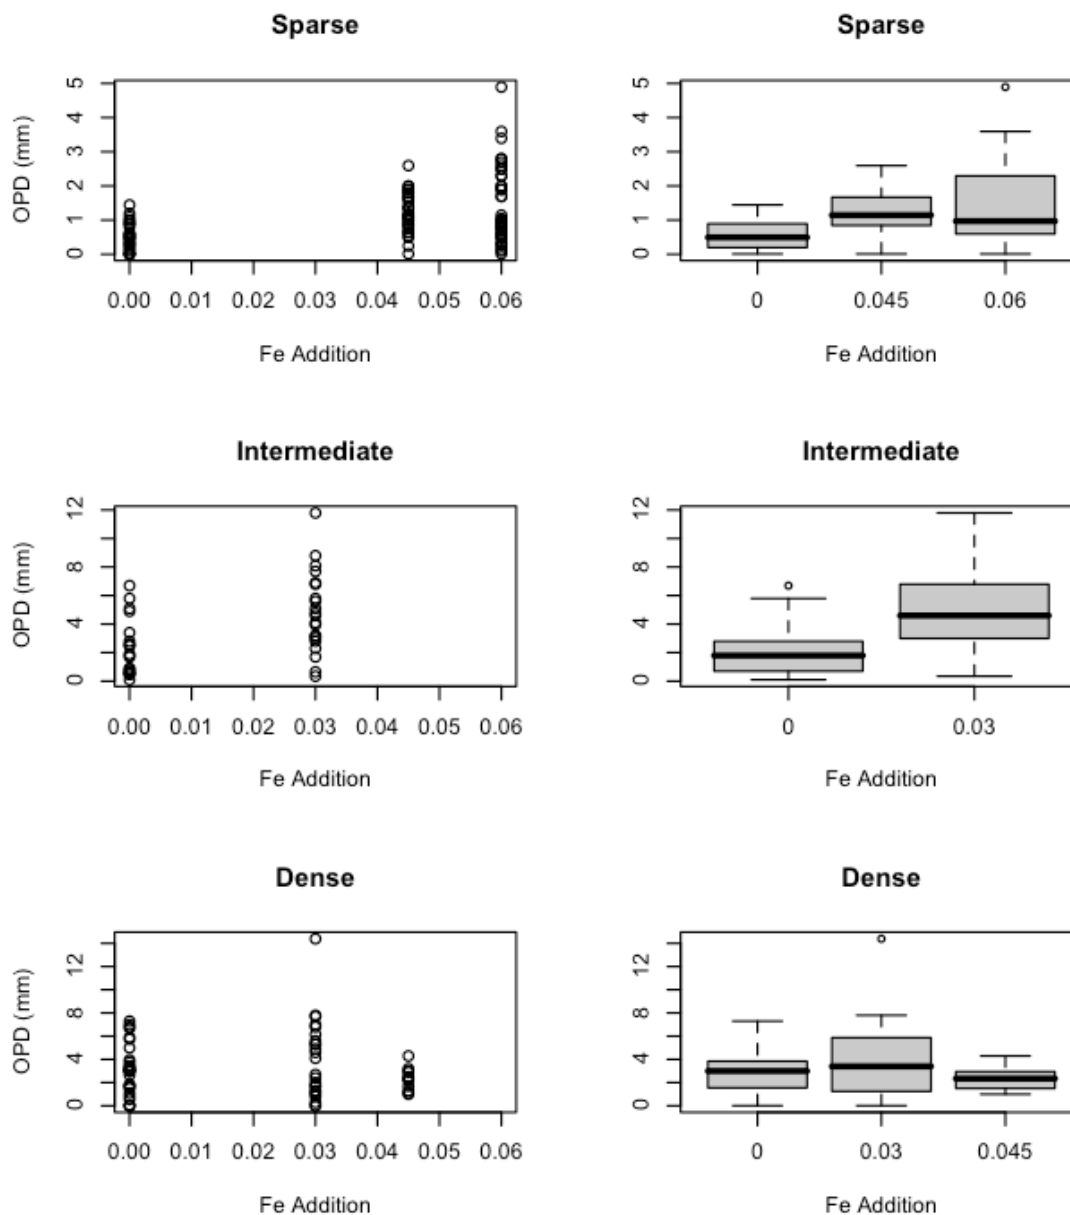 Sparse
OPD (mm)
0 1 2 3 4 5
0.00 0.01 0.02 0.03 0.04 0.05 0.06
Fe Addition
Sparse
0 1 2 3 4 5
0 0.045 0.06
Fe Addition
Intermediate
OPD (mm)
0 4 8 12
0.00 0.01 0.02 0.03 0.04 0.05 0.06
Fe Addition
Intermediate
0 4 8 12
0 0.03
Fe Addition
Dense
OPD (mm)
0 4 8 12
0.00 0.01 0.02 0.03 0.04 0.05 0.06
Fe Addition
Dense
0 4 8 12
0 0.03 0.045
Fe Addition